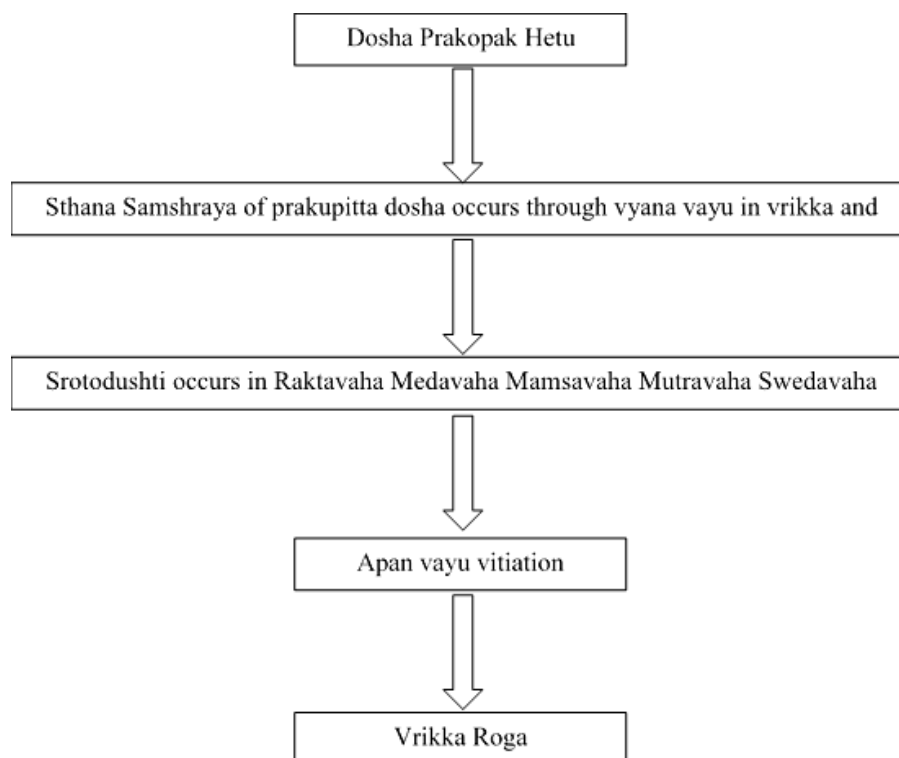 Dosha Prakopak Hetu
Sthana Samshraya of prakupitta dosha occurs through vyana vayu in vrikka and
Srotodushti occurs in Raktavaha Medavaha Mamsavaha Mutravaha Swedavaha
Apan vayu vitiation
Vrikka Roga